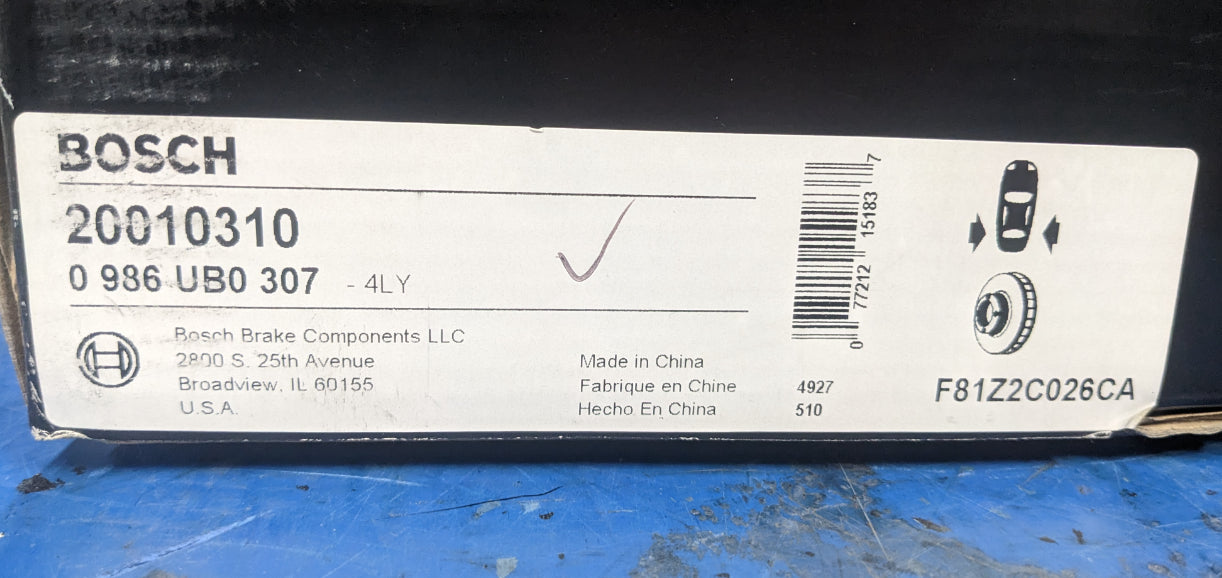 BOSCH
20010310
0 986 UB0 307 - 4LY
Bosch Brake Components LLC
2800 S. 25th Avenue
Broadview, IL 60155
U.S.A.
Made in China
Fabrique en Chine
Hecho En China
4927
510
0 77212 15183 7
F81Z2C026CA